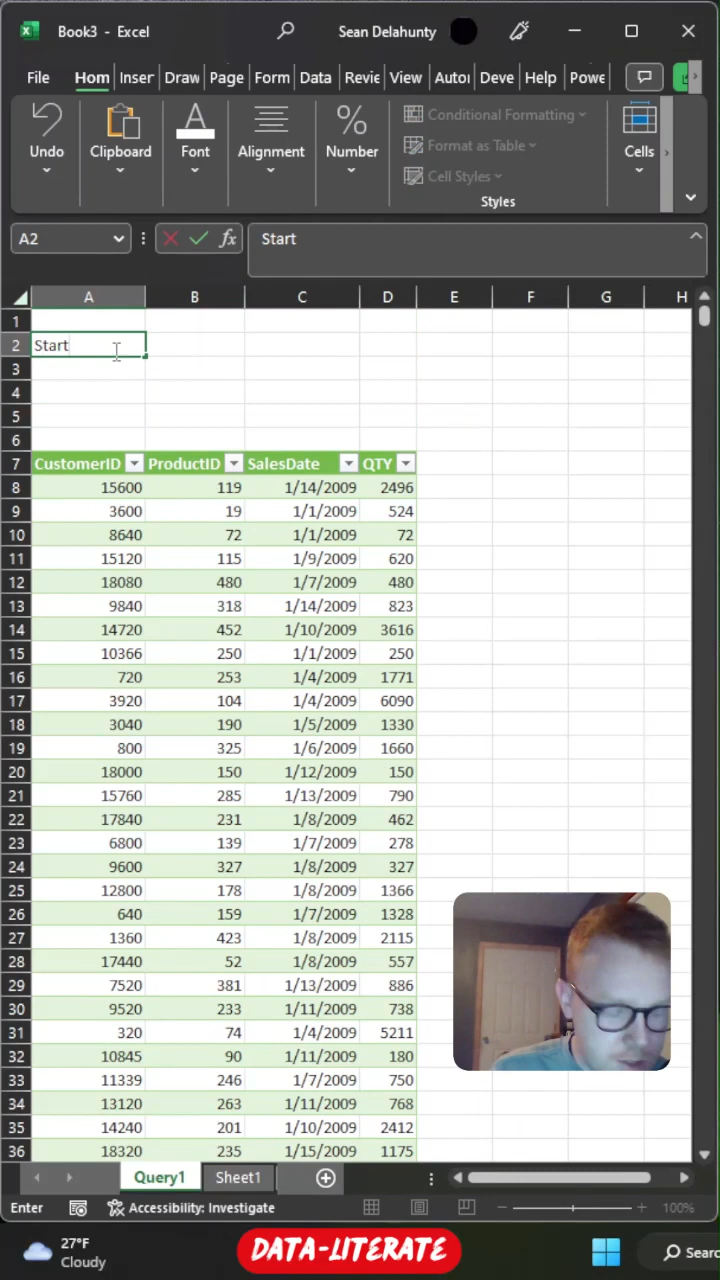 Book3 - Excel
Sean Delahunty
File Hom Inser Draw Page Form Data Revie View Autor Deve Help Powe
Undo Clipboard Font Alignment Number Conditional Formatting Format as Table Cell Styles Cells
Styles
A2 fx Start
A B C D E F G H
1
2 Start
3
4
5
6
7 CustomerID ProductID SalesDate QTY
8 15600 119 1/14/2009 2496
9 3600 19 1/1/2009 524
10 8640 72 1/1/2009 72
11 15120 115 1/9/2009 620
12 18080 480 1/7/2009 480
13 9840 318 1/14/2009 823
14 14720 452 1/10/2009 3616
15 10366 250 1/1/2009 250
16 720 253 1/4/2009 1771
17 3920 104 1/4/2009 6090
18 3040 190 1/5/2009 1330
19 800 325 1/6/2009 1660
20 18000 150 1/12/2009 150
21 15760 285 1/13/2009 790
22 17840 231 1/8/2009 462
23 6800 139 1/7/2009 278
24 9600 327 1/8/2009 327
25 12800 178 1/8/2009 1366
26 640 159 1/7/2009 1328
27 1360 423 1/8/2009 2115
28 17440 52 1/8/2009 557
29 7520 381 1/13/2009 886
30 9520 233 1/11/2009 738
31 320 74 1/4/2009 5211
32 10845 90 1/11/2009 180
33 11339 246 1/7/2009 750
34 13120 263 1/11/2009 768
35 14240 201 1/10/2009 2412
36 18320 235 1/15/2009 1175
Query1 Sheet1
Enter Accessibility: Investigate 100%
27°F
Cloudy
DATA-LITERATE
Searc